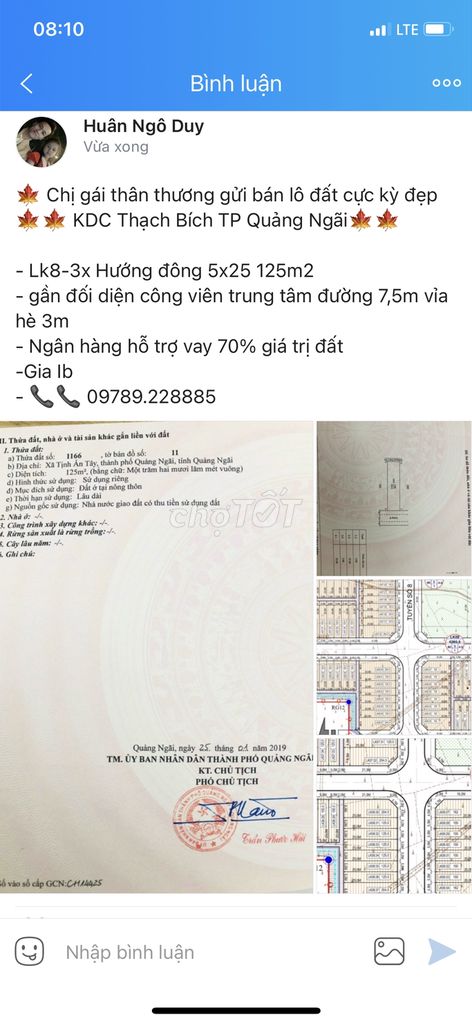 08:10
LTE
Bình luận
Huân Ngô Duy
Vừa xong
🍁 Chị gái thân thương gửi bán lô đất cực kỳ đẹp
🍁🍁 KDC Thạch Bích TP Quảng Ngãi🍁🍁
- Lk8-3x Hướng đông 5x25 125m2
- gần đối diện công viên trung tâm đường 7,5m vỉa
hè 3m
- Ngân hàng hỗ trợ vay 70% giá trị đất
-Gia Ib
- 📞📞 09789.228885
II. Thửa đất, nhà ở và tài sản khác gắn liền với đất
1. Thửa đất:
a) Thửa đất số: 1166 , tờ bản đồ số: 11
b) Địa chỉ: Xã Tịnh Ấn Tây, thành phố Quảng Ngãi, tỉnh Quảng Ngãi
c) Diện tích: 125m², (bằng chữ: Một trăm hai mươi lăm mét vuông)
d) Hình thức sử dụng: Sử dụng riêng
đ) Mục đích sử dụng: Đất ở tại nông thôn
e) Thời hạn sử dụng: Lâu dài
g) Nguồn gốc sử dụng: Nhà nước giao đất có thu tiền sử dụng đất
2. Nhà ở: -/-.
3. Công trình xây dựng khác: -/-.
4. Rừng sản xuất là rừng trồng: -/-.
5. Cây lâu năm: -/-.
6. Ghi chú:
chợTỐT
Quảng Ngãi, ngày 25 tháng 01 năm 2019
TM. ỦY BAN NHÂN DÂN THÀNH PHỐ QUẢNG NGÃI
KT. CHỦ TỊCH
PHÓ CHỦ TỊCH
Trần Phước Hiền
Số vào sổ cấp GCN: CH14425
TUYẾN SỐ 8
RG12
12
Nhập bình luận